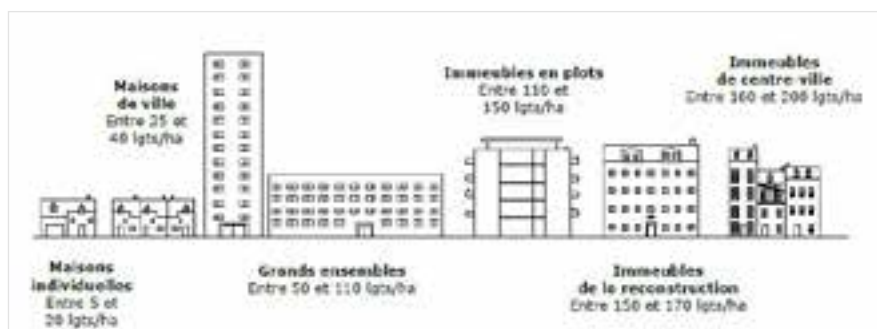 Maisons
de ville
Entre 25 et
40 lgts/ha
Immeubles en plots
Entre 110 et
150 lgts/ha
Immeubles
de centre-ville
Entre 160 et 200 lgts/ha
Maisons
individuelles
Entre 5 et
20 lgts/ha
Grands ensembles
Entre 50 et 110 lgts/ha
Immeubles
de la reconstruction
Entre 150 et 170 lgts/ha